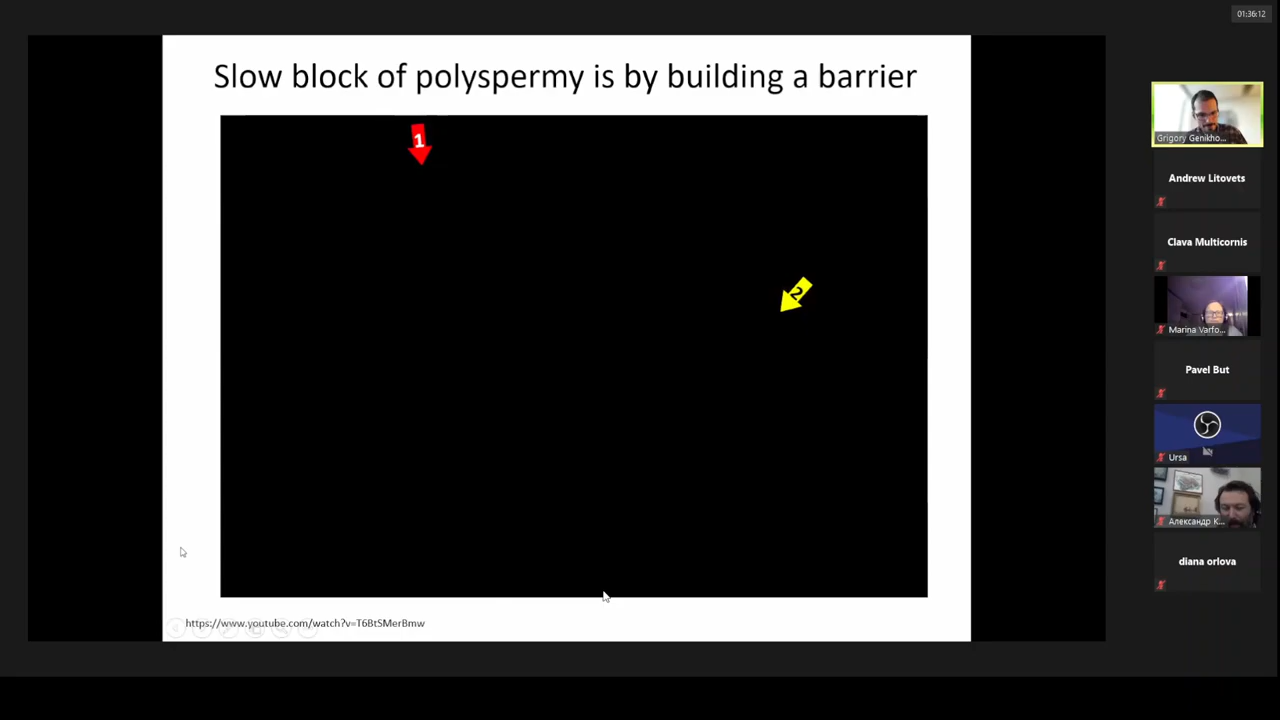 01:36:12
Slow block of polyspermy is by building a barrier
1
2
https://www.youtube.com/watch?v=T6BtSMerBmw
Grigory Genikho...
Andrew Litovets
Clava Multicornis
Marina Varfo...
Pavel But
Ursa
Александр К...
diana orlova